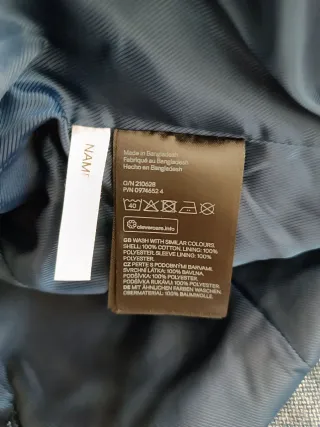 NAME
Made in Bangladesh
Fabriqué au Bangladesh
Hecho en Bangladesh
O/N 210628
P/N 0974652 4
40
clevercare.info
GB WASH WITH SIMILAR COLOURS.
SHELL: 100% COTTON. LINING: 100%
POLYESTER. SLEEVE LINING: 100%
POLYESTER.
CZ PERTE S PODOBNÝMI BARVAMI.
SVRCHNÍ LÁTKA: 100% BAVLNA.
PODŠÍVKA: 100% POLYESTER.
PODŠÍVKA RUKÁVU: 100% POLYESTER.
DE MIT ÄHNLICHEN FARBEN WASCHEN.
OBERMATERIAL: 100% BAUMWOLLE.